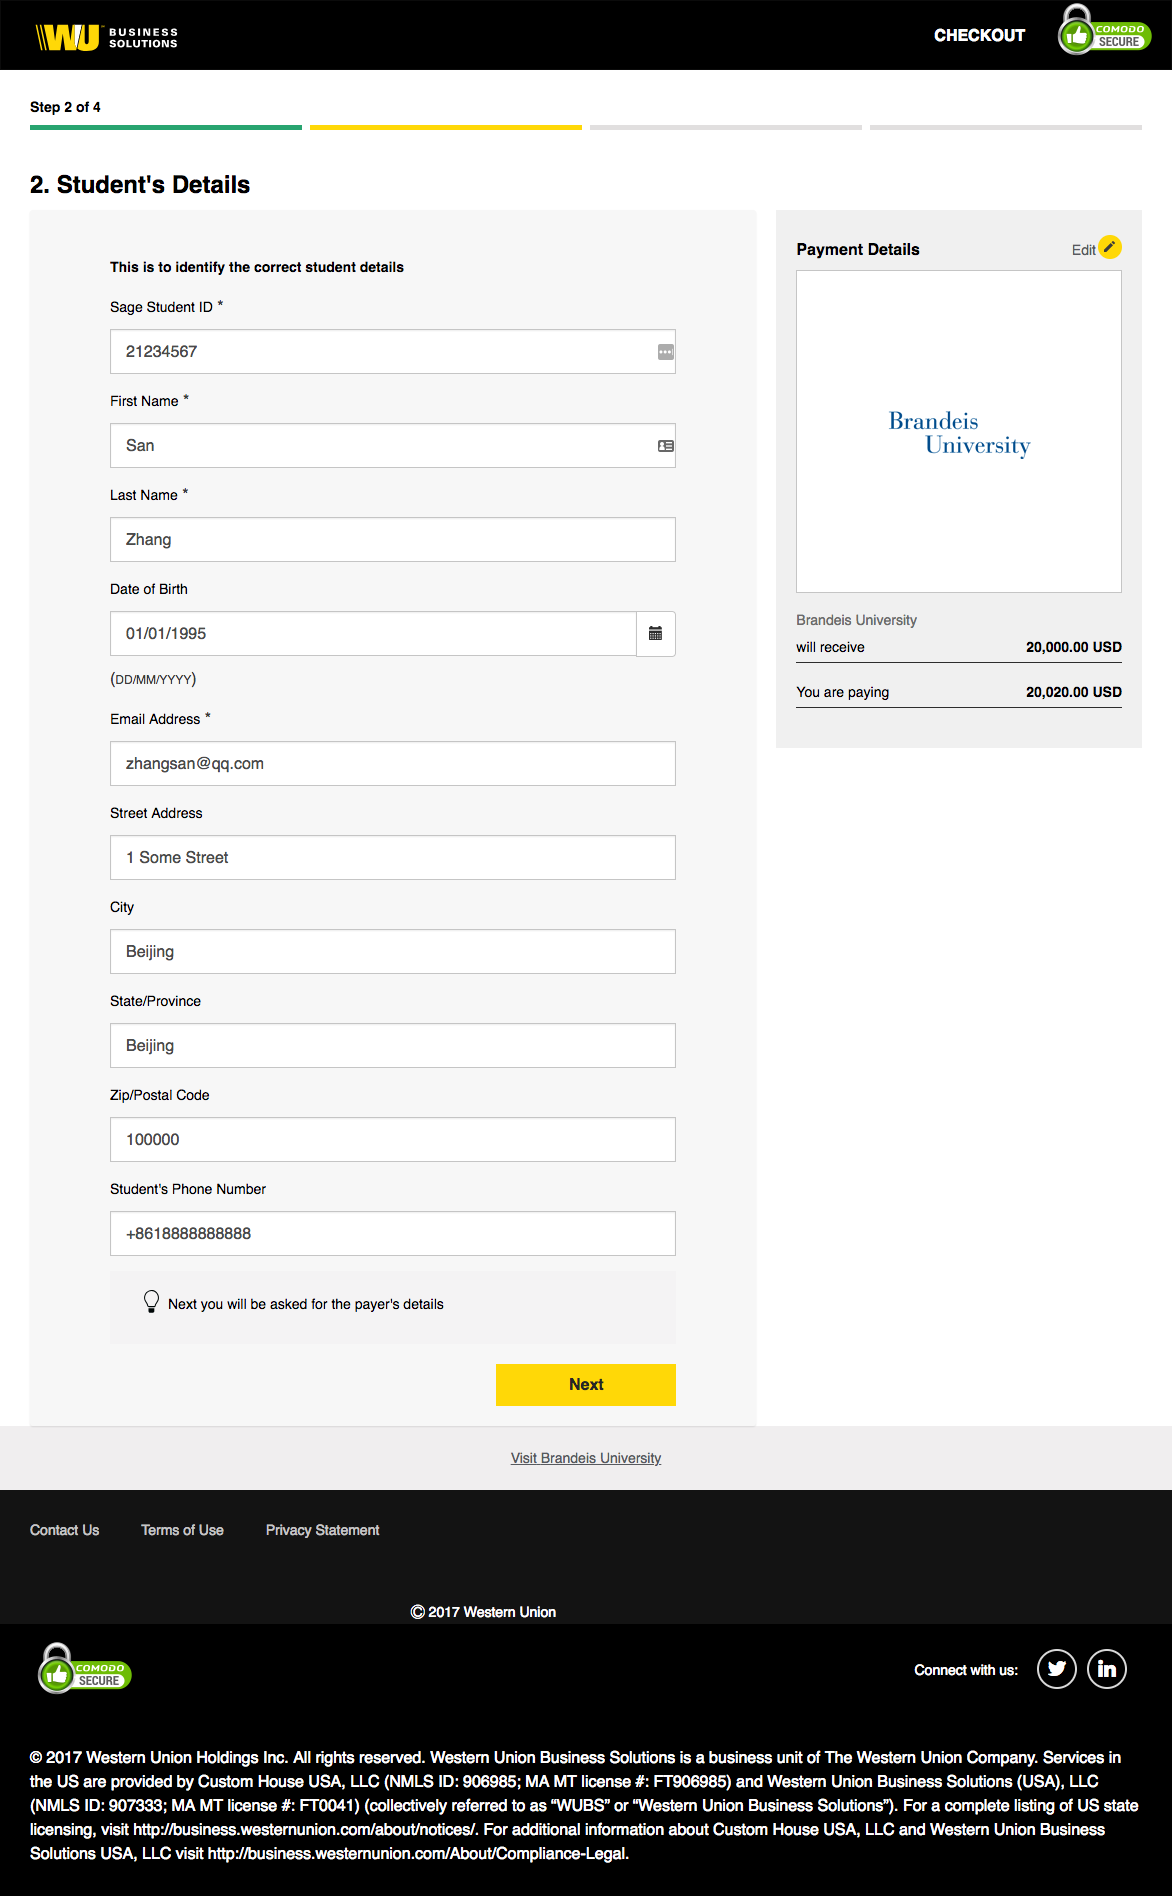 WU BUSINESS
SOLUTIONS
CHECKOUT
COMODO
SECURE
Step 2 of 4
2. Student's Details
This is to identify the correct student details
Sage Student ID *
21234567
First Name *
San
Last Name *
Zhang
Date of Birth
01/01/1995
(DD/MM/YYYY)
Email Address *
zhangsan@qq.com
Street Address
1 Some Street
City
Beijing
State/Province
Beijing
Zip/Postal Code
100000
Student's Phone Number
+8618888888888
Next you will be asked for the payer's details
Next
Payment Details
Edit
Brandeis
University
Brandeis University
will receive 20,000.00 USD
You are paying 20,020.00 USD
Visit Brandeis University
Contact Us Terms of Use Privacy Statement
© 2017 Western Union
COMODO
SECURE
Connect with us:
© 2017 Western Union Holdings Inc. All rights reserved. Western Union Business Solutions is a business unit of The Western Union Company. Services in
the US are provided by Custom House USA, LLC (NMLS ID: 906985; MA MT license #: FT906985) and Western Union Business Solutions (USA), LLC
(NMLS ID: 907333; MA MT license #: FT0041) (collectively referred to as “WUBS” or “Western Union Business Solutions”). For a complete listing of US state
licensing, visit http://business.westernunion.com/about/notices/. For additional information about Custom House USA, LLC and Western Union Business
Solutions USA, LLC visit http://business.westernunion.com/About/Compliance-Legal.